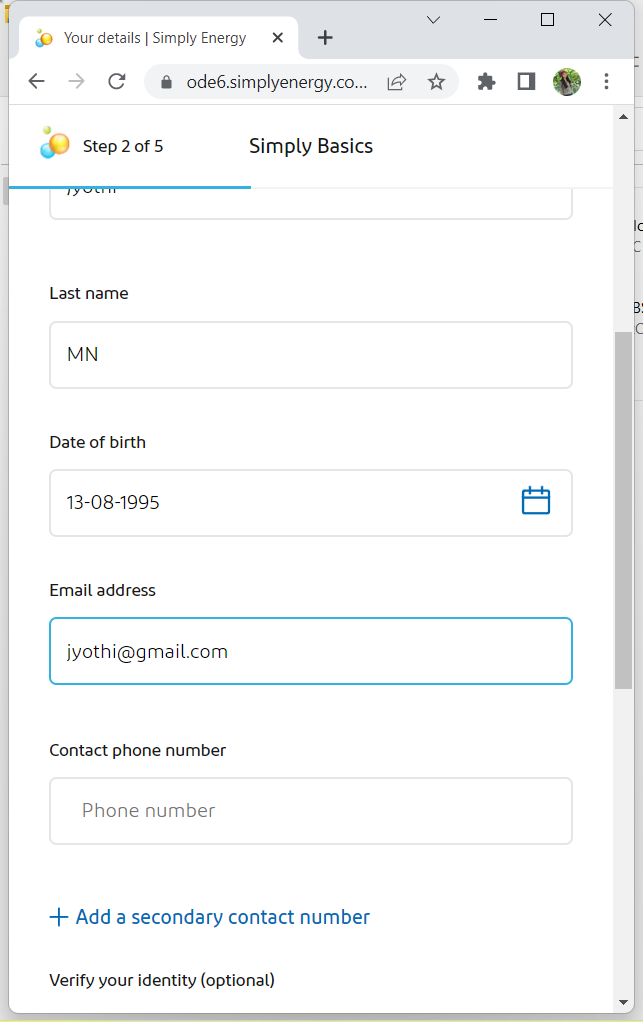 Your details | Simply Energy
ode6.simplyenergy.co...
Step 2 of 5
Simply Basics
jyothi
Last name
MN
Date of birth
13-08-1995
Email address
jyothi@gmail.com
Contact phone number
Phone number
+ Add a secondary contact number
Verify your identity (optional)